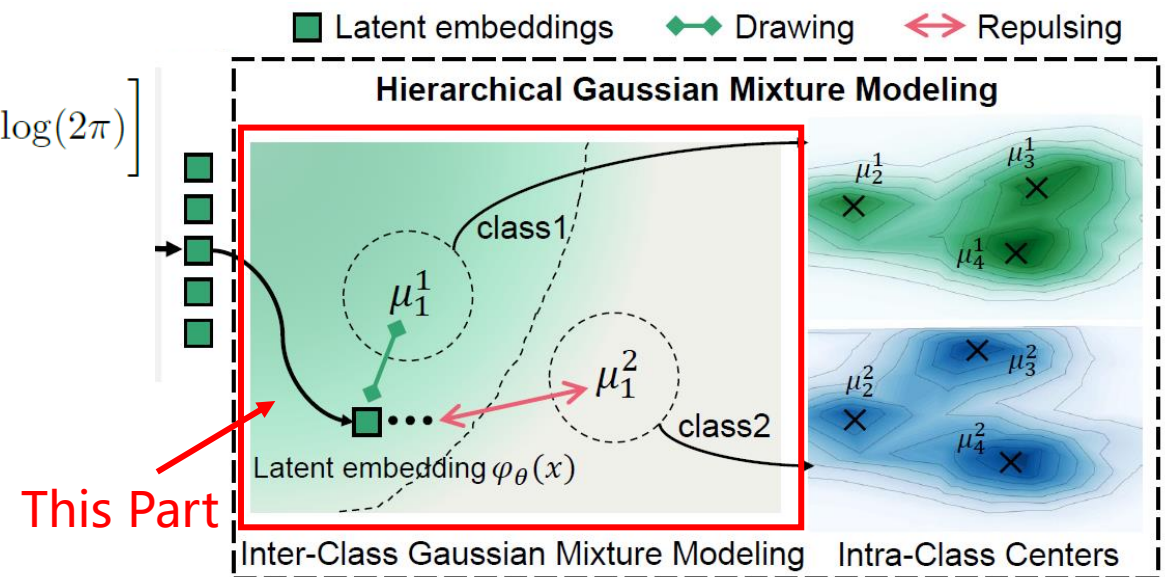 Latent embeddings Drawing Repulsing
Hierarchical Gaussian Mixture Modeling
log(2π)]
μ₁¹
class1
μ₁²
class2
Latent embedding φ_θ(x)
μ₂¹
μ₃¹
μ₄¹
μ₂²
μ₃²
μ₄²
This Part
Inter-Class Gaussian Mixture Modeling
Intra-Class Centers